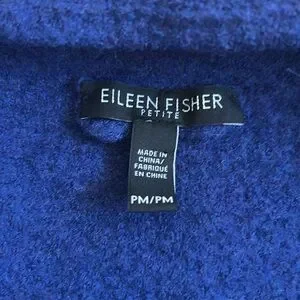 EILEEN FISHER
PETITE
MADE IN
CHINA/
FABRIQUÉ
EN CHINE
PM/PM